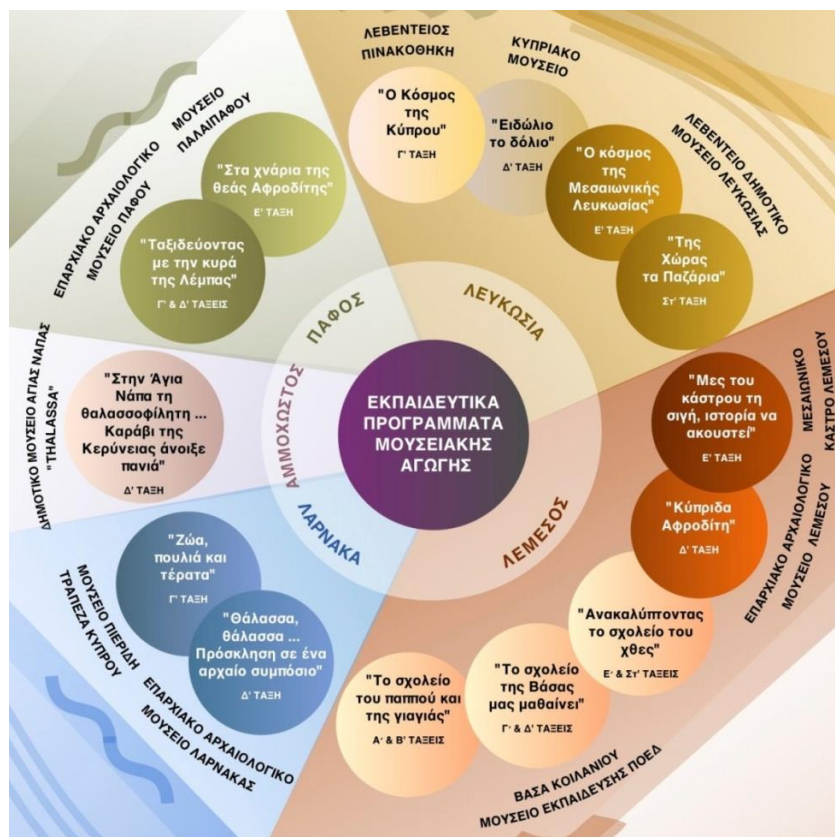 ΕΚΠΑΙΔΕΥΤΙΚΑ
ΠΡΟΓΡΑΜΜΑΤΑ
ΜΟΥΣΕΙΑΚΗΣ
ΑΓΩΓΗΣ
ΛΕΥΚΩΣΙΑ
ΛΕΒΕΝΤΕΙΟΣ
ΠΙΝΑΚΟΘΗΚΗ
"Ο Κόσμος
της
Κύπρου"
Γ' ΤΑΞΗ
ΚΥΠΡΙΑΚΟ
ΜΟΥΣΕΙΟ
"Ειδώλιο
το δόλιο"
Δ' ΤΑΞΗ
ΛΕΒΕΝΤΕΙΟ ΔΗΜΟΤΙΚΟ
ΜΟΥΣΕΙΟ ΛΕΥΚΩΣΙΑΣ
"Ο κόσμος
της
Μεσαιωνικής
Λευκωσίας"
Ε' ΤΑΞΗ
"Της
Χώρας
τα Παζάρια"
Στ' ΤΑΞΗ
ΛΕΜΕΣΟΣ
ΜΕΣΑΙΩΝΙΚΟ
ΚΑΣΤΡΟ ΛΕΜΕΣΟΥ
"Μες του
κάστρου τη
σιγή, ιστορία να
ακουστεί"
Ε' ΤΑΞΗ
ΕΠΑΡΧΙΑΚΟ ΑΡΧΑΙΟΛΟΓΙΚΟ
ΜΟΥΣΕΙΟ ΛΕΜΕΣΟΥ
"Κύπριδα
Αφροδίτη"
Δ' ΤΑΞΗ
"Ανακαλύπτοντας
το σχολείο του
χθες"
Ε' & Στ' ΤΑΞΕΙΣ
"Το σχολείο
της Βάσας
μας μαθαίνει"
Γ' & Δ' ΤΑΞΕΙΣ
"Το σχολείο
του παππού και
της γιαγιάς"
Α' & Β' ΤΑΞΕΙΣ
ΒΑΣΑ ΚΟΙΛΑΝΙΟΥ
ΜΟΥΣΕΙΟ ΕΚΠΑΙΔΕΥΣΗΣ ΠΟΕΔ
ΛΑΡΝΑΚΑ
"Ζώα,
πουλιά και
τέρατα"
Γ' ΤΑΞΗ
ΜΟΥΣΕΙΟ ΠΙΕΡΙΔΗ
ΤΡΑΠΕΖΑ ΚΥΠΡΟΥ
"Θάλασσα,
θάλασσα ...
Πρόσκληση σε ένα
αρχαίο συμπόσιο"
Δ' ΤΑΞΗ
ΕΠΑΡΧΙΑΚΟ ΑΡΧΑΙΟΛΟΓΙΚΟ
ΜΟΥΣΕΙΟ ΛΑΡΝΑΚΑΣ
ΑΜΜΟΧΩΣΤΟΣ
ΔΗΜΟΤΙΚΟ ΜΟΥΣΕΙΟ ΑΓΙΑΣ ΝΑΠΑΣ
"THALASSA"
"Στην Άγια
Νάπα τη
θαλασσοφίλητη ...
Καράβι της
Κερύνειας άνοιξε
πανιά"
Δ' ΤΑΞΗ
ΠΑΦΟΣ
ΕΠΑΡΧΙΑΚΟ ΑΡΧΑΙΟΛΟΓΙΚΟ
ΜΟΥΣΕΙΟ ΠΑΦΟΥ
"Ταξιδεύοντας
με την κυρά
της Λέμπας"
Γ' & Δ' ΤΑΞΕΙΣ
ΜΟΥΣΕΙΟ
ΠΑΛΑΙΠΑΦΟΥ
"Στα χνάρια της
θεάς Αφροδίτης"
Ε' ΤΑΞΗ